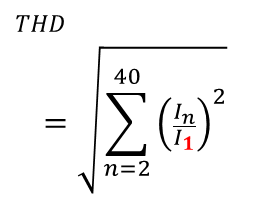 THD
= √∑_{n=2}^{40} (I_n/I_1)^2